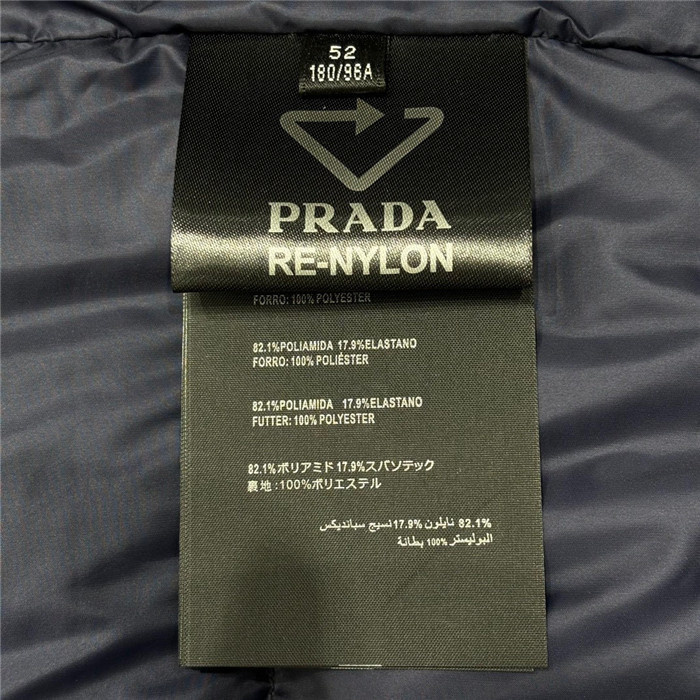 52
180/96A
PRADA
RE-NYLON
FORRO: 100% POLYESTER
82.1%POLIAMIDA 17.9%ELASTANO
FORRO: 100% POLIÉSTER
82.1%POLIAMIDA 17.9%ELASTANO
FUTTER: 100% POLYESTER
82.1%ポリアミド 17.9%スパソテック
裏地 :100%ポリエステル
82.1% نايلون 17.9% نسيج سبانديكس
البوليستر 100% بطانة